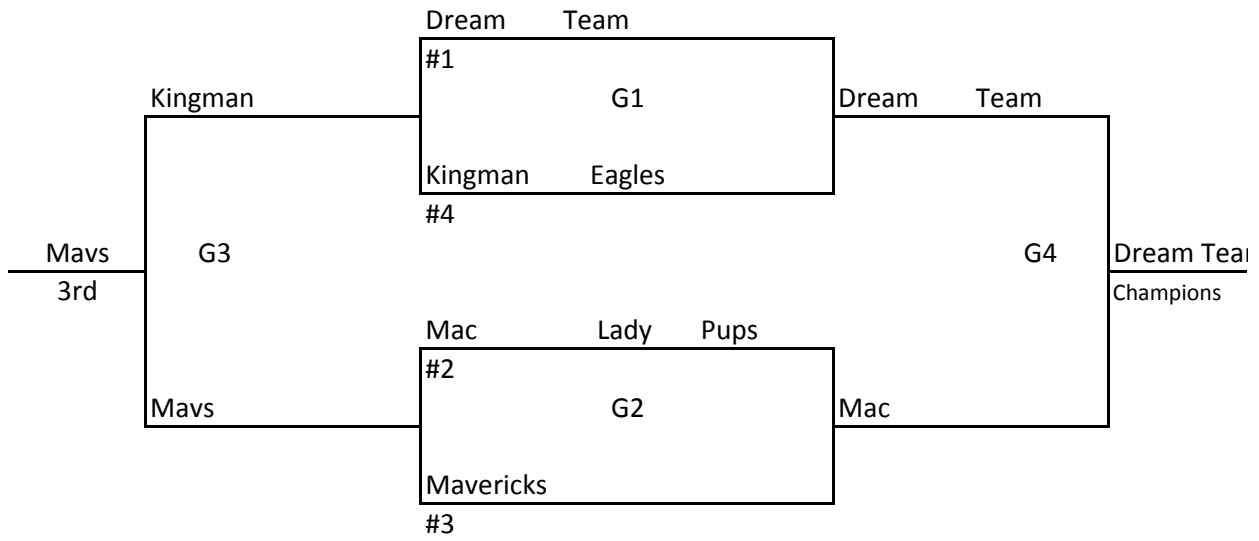 Dream Team
#1
Kingman G1 Dream Team
Kingman Eagles
#4
Mavs G3 G4 Dream Tear
3rd Champions
Mac Lady Pups
#2
Mavs G2 Mac
Mavericks
#3